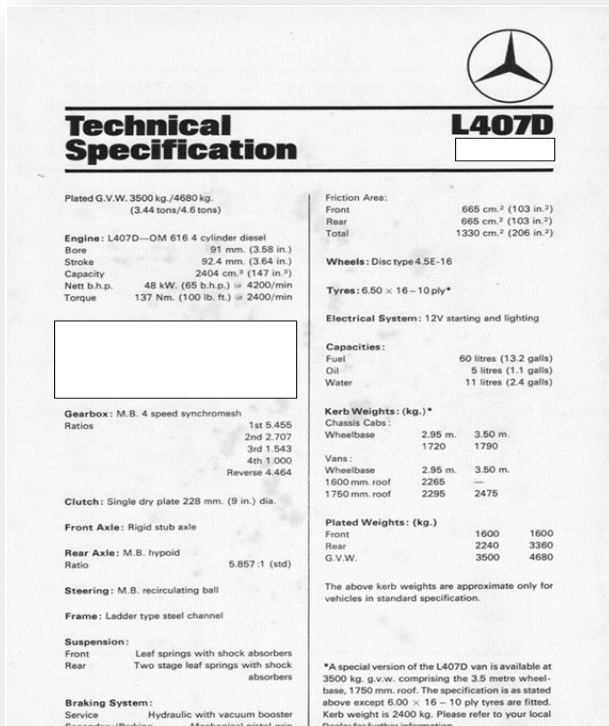 Technical
Specification
L407D
Plated G.V.W. 3500 kg./4680 kg.
(3.44 tons/4.6 tons)
Engine: L407D—OM 616 4 cylinder diesel
Bore 91 mm. (3.58 in.)
Stroke 92.4 mm. (3.64 in.)
Capacity 2404 cm.³ (147 in.³)
Nett b.h.p. 48 kW. (65 b.h.p.) @ 4200/min
Torque 137 Nm. (100 lb. ft.) @ 2400/min
Gearbox: M.B. 4 speed synchromesh
Ratios 1st 5.455
2nd 2.707
3rd 1.543
4th 1.000
Reverse 4.464
Clutch: Single dry plate 228 mm. (9 in.) dia.
Front Axle: Rigid stub axle
Rear Axle: M.B. hypoid
Ratio 5.857:1 (std)
Steering: M.B. recirculating ball
Frame: Ladder type steel channel
Suspension:
Front Leaf springs with shock absorbers
Rear Two stage leaf springs with shock
absorbers
Braking System:
Service Hydraulic with vacuum booster
Friction Area:
Front 665 cm.² (103 in.²)
Rear 665 cm.² (103 in.²)
Total 1330 cm.² (206 in.²)
Wheels: Disc type 4.5E-16
Tyres: 6.50 × 16 – 10 ply*
Electrical System: 12V starting and lighting
Capacities:
Fuel 60 litres (13.2 galls)
Oil 5 litres (1.1 galls)
Water 11 litres (2.4 galls)
Kerb Weights: (kg.)*
Chassis Cabs:
Wheelbase 2.95 m. 3.50 m.
1720 1790
Vans:
Wheelbase 2.95 m. 3.50 m.
1600 mm. roof 2265 —
1750 mm. roof 2295 2475
Plated Weights: (kg.)
Front 1600 1600
Rear 2240 3360
G.V.W. 3500 4680
The above kerb weights are approximate only for
vehicles in standard specification.
*A special version of the L407D van is available at
3500 kg. g.v.w. comprising the 3.5 metre wheel-
base, 1750 mm. roof. The specification is as stated
above except 6.00 × 16 – 10 ply tyres are fitted.
Kerb weight is 2400 kg. Please refer to your local